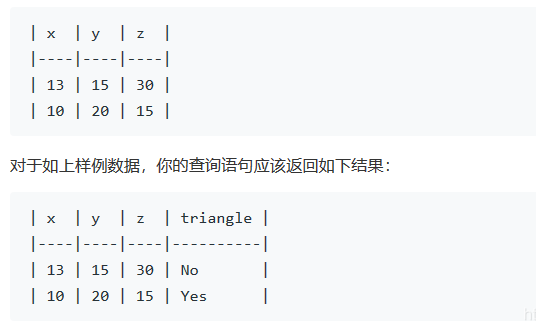 | x  | y  | z  |
|----|----|----|
| 13 | 15 | 30 |
| 10 | 20 | 15 |
对于如上样例数据，你的查询语句应该返回如下结果：
| x  | y  | z  | triangle |
|----|----|----|----------|
| 13 | 15 | 30 | No       |
| 10 | 20 | 15 | Yes      |